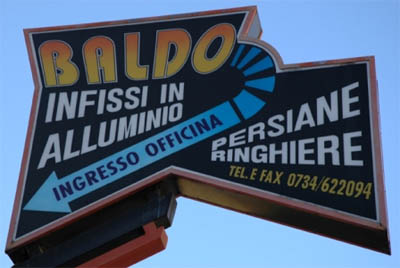 BALDO
INFISSI IN
ALLUMINIO
INGRESSO OFFICINA
PERSIANE
RINGHIERE
TEL. E FAX 0734/622094